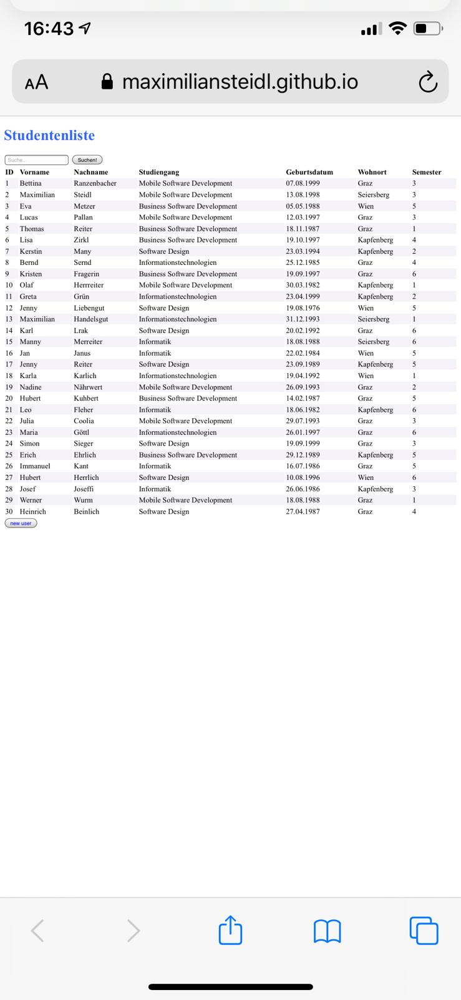 16:43
AA maximiliansteidl.github.io
Studentenliste
Suche... Suchen!
ID Vorname Nachname Studiengang Geburtsdatum Wohnort Semester
1 Bettina Ranzenbacher Mobile Software Development 07.08.1999 Graz 3
2 Maximilian Steidl Mobile Software Development 13.08.1998 Seiersberg 3
3 Eva Metzer Business Software Development 05.05.1988 Wien 5
4 Lucas Pallan Mobile Software Development 12.03.1997 Graz 3
5 Thomas Reiter Business Software Development 18.11.1987 Graz 1
6 Lisa Zirkl Business Software Development 19.10.1997 Kapfenberg 4
7 Kerstin Many Software Design 23.03.1994 Kapfenberg 2
8 Bernd Sernd Informationstechnologien 25.12.1985 Graz 4
9 Kristen Fragerin Business Software Development 19.09.1997 Graz 6
10 Olaf Herrreiter Mobile Software Development 30.03.1982 Kapfenberg 1
11 Greta Grün Informationstechnologien 23.04.1999 Kapfenberg 2
12 Jenny Liebengut Software Design 19.08.1976 Wien 5
13 Maximilian Handelsgut Informationstechnologien 31.12.1993 Seiersberg 1
14 Karl Lrak Software Design 20.02.1992 Graz 6
15 Manny Merreiter Informatik 18.08.1988 Seiersberg 6
16 Jan Janus Informatik 22.02.1984 Wien 5
17 Jenny Reiter Software Design 23.09.1989 Kapfenberg 5
18 Karla Karlich Informationstechnologien 19.04.1992 Wien 1
19 Nadine Nährwert Mobile Software Development 26.09.1993 Graz 2
20 Hubert Kuhbert Business Software Development 14.02.1987 Graz 5
21 Leo Fleher Informatik 18.06.1982 Kapfenberg 6
22 Julia Coolia Mobile Software Development 29.07.1993 Graz 3
23 Maria Göttl Informationstechnologien 26.01.1997 Graz 6
24 Simon Sieger Software Design 19.09.1999 Graz 3
25 Erich Ehrlich Business Software Development 29.12.1989 Kapfenberg 5
26 Immanuel Kant Informatik 16.07.1986 Graz 5
27 Hubert Herrlich Software Design 10.08.1996 Wien 6
28 Josef Joseffi Informatik 26.06.1986 Kapfenberg 3
29 Werner Wurm Mobile Software Development 18.08.1988 Graz 1
30 Heinrich Beinlich Software Design 27.04.1987 Graz 4
new user